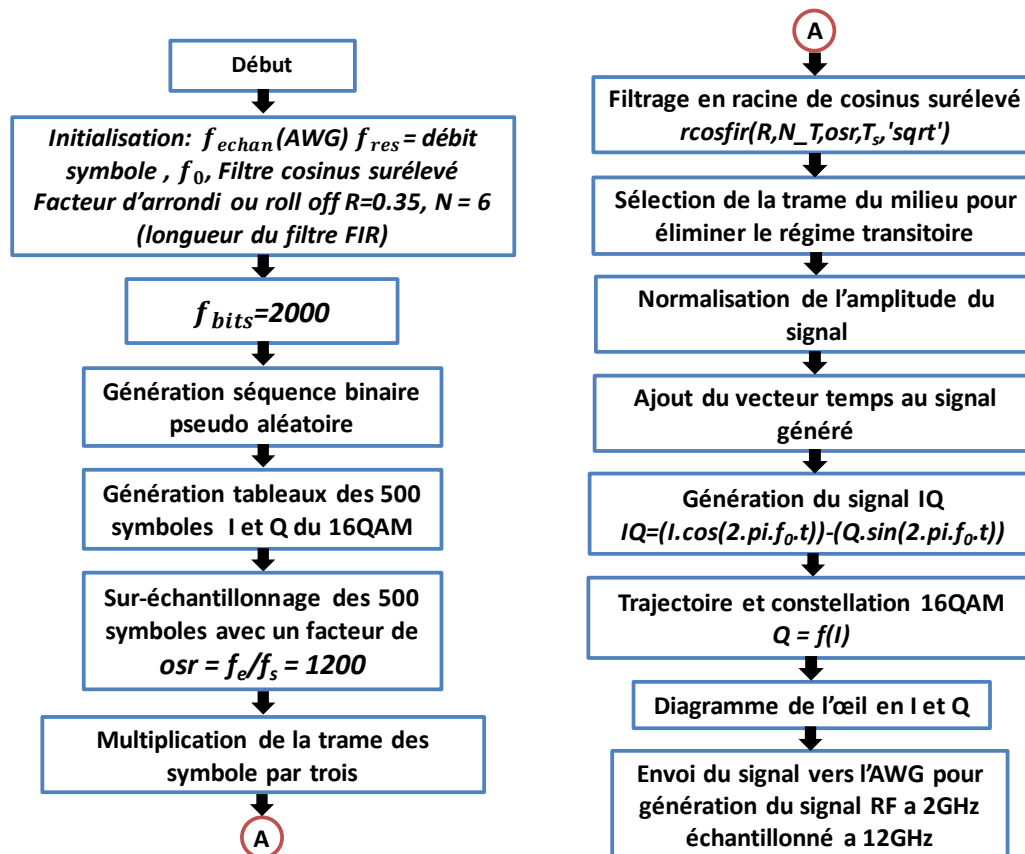 Début
Initialisation: f_echan(AWG) f_res = débit
symbole , f_0, Filtre cosinus surélevé
Facteur d'arrondi ou roll off R=0.35, N = 6
(longueur du filtre FIR)
f_bits=2000
Génération séquence binaire
pseudo aléatoire
Génération tableaux des 500
symboles I et Q du 16QAM
Sur-échantillonnage des 500
symboles avec un facteur de
osr = f_e/f_s = 1200
Multiplication de la trame des
symbole par trois
A
A
Filtrage en racine de cosinus surélevé
rcosfir(R,N_T,osr,T_s,'sqrt')
Sélection de la trame du milieu pour
éliminer le régime transitoire
Normalisation de l'amplitude du
signal
Ajout du vecteur temps au signal
généré
Génération du signal IQ
IQ=(I.cos(2.pi.f_0.t))-(Q.sin(2.pi.f_0.t))
Trajectoire et constellation 16QAM
Q = f(I)
Diagramme de l'œil en I et Q
Envoi du signal vers l'AWG pour
génération du signal RF a 2GHz
échantillonné a 12GHz